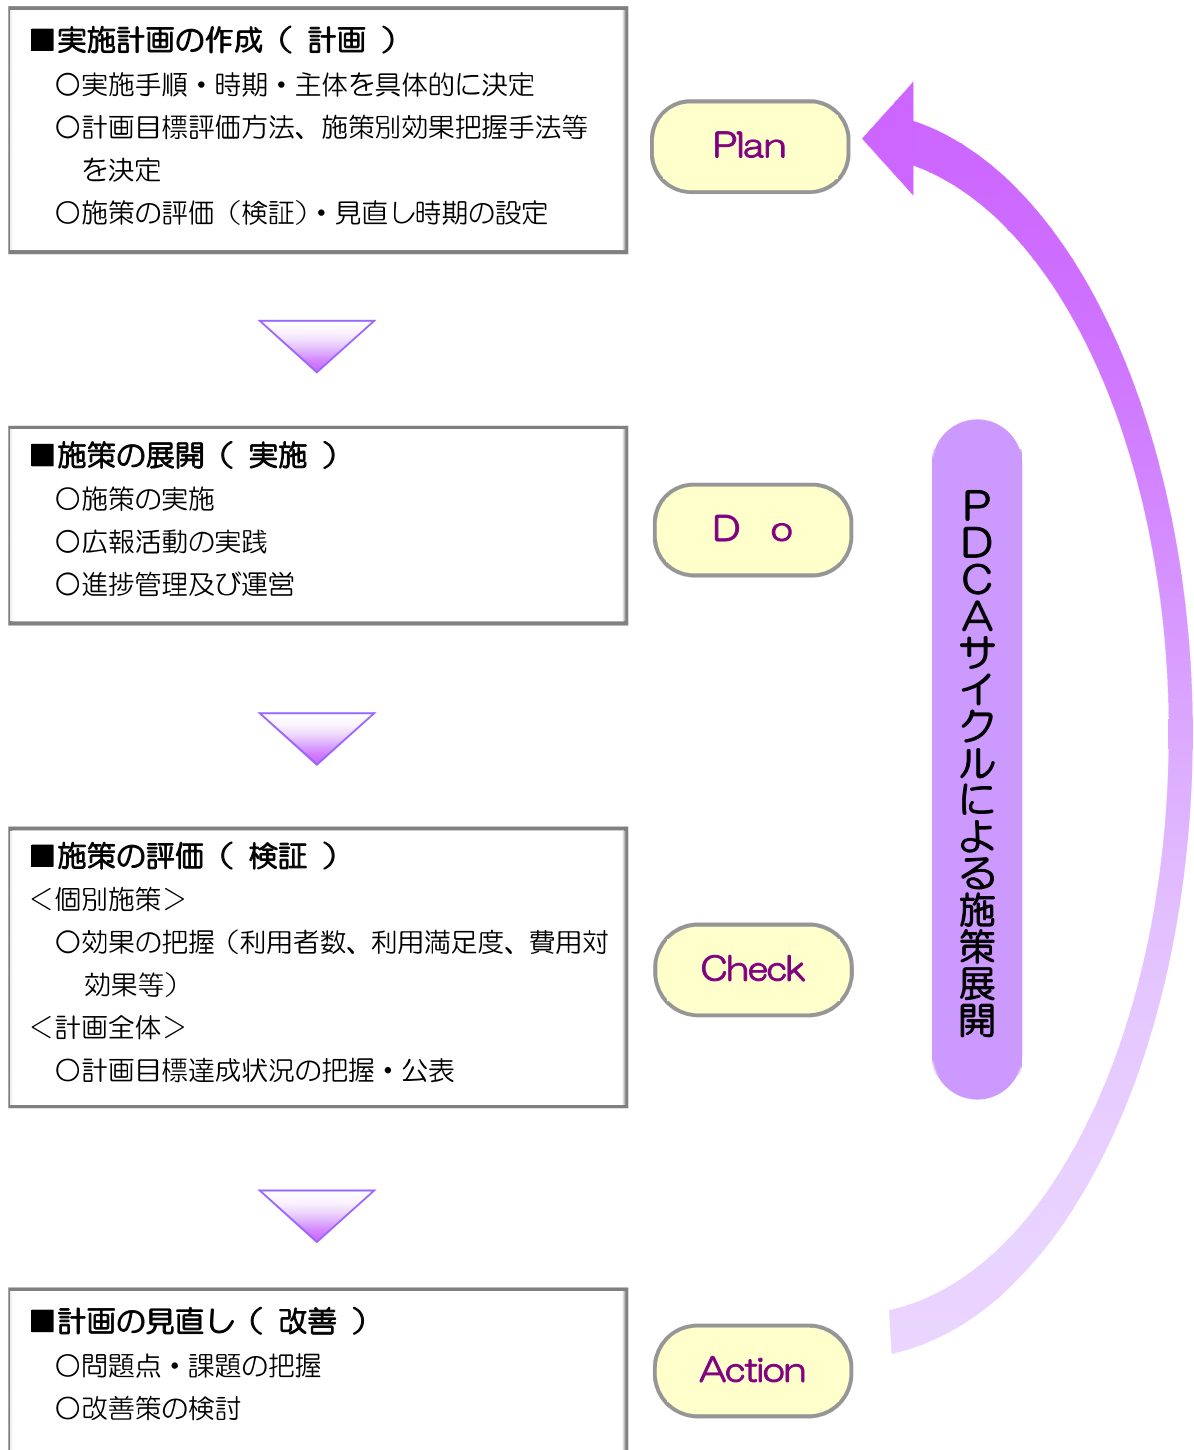 ■実施計画の作成（ 計画 ）
○実施手順・時期・主体を具体的に決定
○計画目標評価方法、施策別効果把握手法等
を決定
○施策の評価（検証）・見直し時期の設定
Plan
■施策の展開（ 実施 ）
○施策の実施
○広報活動の実践
○進捗管理及び運営
Ｄ　ｏ
■施策の評価（ 検証 ）
＜個別施策＞
○効果の把握（利用者数、利用満足度、費用対
効果等）
＜計画全体＞
○計画目標達成状況の把握・公表
Check
■計画の見直し（ 改善 ）
○問題点・課題の把握
○改善策の検討
Action
ＰＤＣＡサイクルによる施策展開